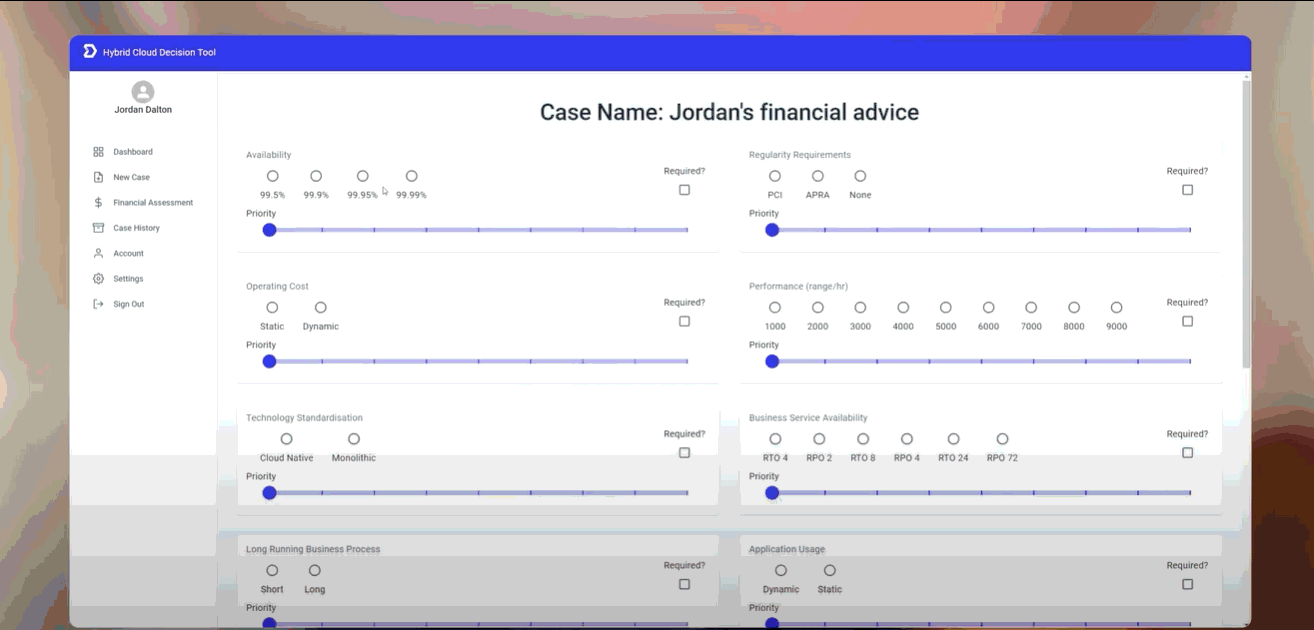 Hybrid Cloud Decision Tool
Jordan Dalton
Dashboard
New Case
Financial Assessment
Case History
Account
Settings
Sign Out
Case Name: Jordan's financial advice
Availability
Required?
99.5% 99.9% 99.95% 99.99%
Priority
Regularity Requirements
Required?
PCI APRA None
Priority
Operating Cost
Required?
Static Dynamic
Priority
Performance (range/hr)
Required?
1000 2000 3000 4000 5000 6000 7000 8000 9000
Priority
Technology Standardisation
Required?
Cloud Native Monolithic
Priority
Business Service Availability
Required?
RTO 4 RPO 2 RTO 8 RPO 4 RTO 24 RPO 72
Priority
Long Running Business Process
Required?
Short Long
Priority
Application Usage
Required?
Dynamic Static
Priority